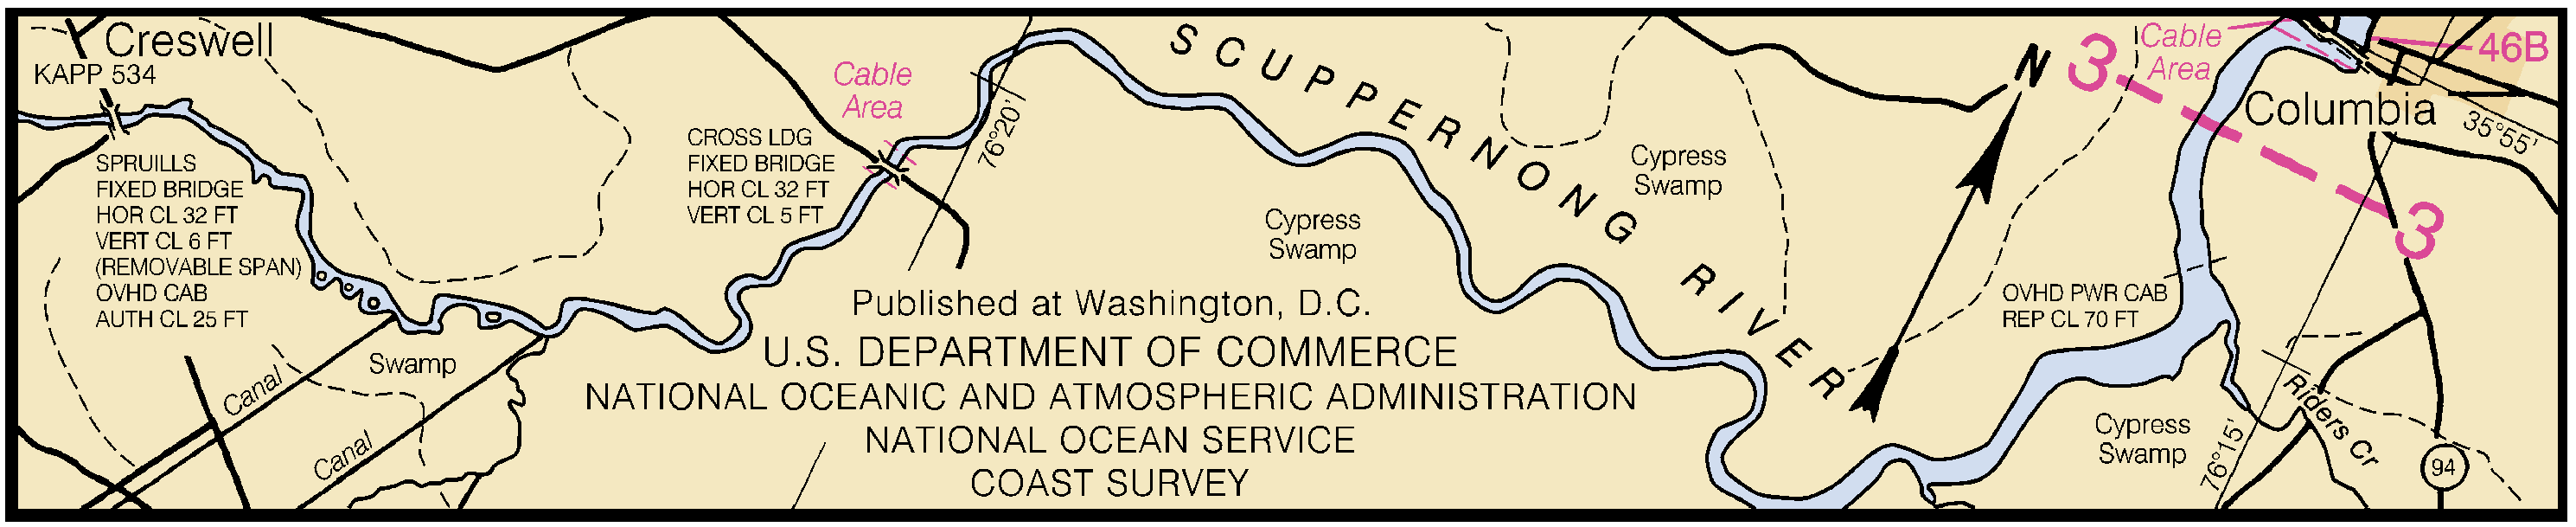 Creswell
KAPP 534
SPRUILLS
FIXED BRIDGE
HOR CL 32 FT
VERT CL 6 FT
(REMOVABLE SPAN)
OVHD CAB
AUTH CL 25 FT
Canal
Canal
Swamp
CROSS LDG
FIXED BRIDGE
HOR CL 32 FT
VERT CL 5 FT
Cable
Area
76°20'
SCUPPERNONG RIVER
Cypress
Swamp
Cypress
Swamp
Published at Washington, D.C.
U.S. DEPARTMENT OF COMMERCE
NATIONAL OCEANIC AND ATMOSPHERIC ADMINISTRATION
NATIONAL OCEAN SERVICE
COAST SURVEY
N
3
Cable
Area
46B
Columbia
35°55'
3
OVHD PWR CAB
REP CL 70 FT
Riders Cr
Cypress
Swamp
76°15'
94